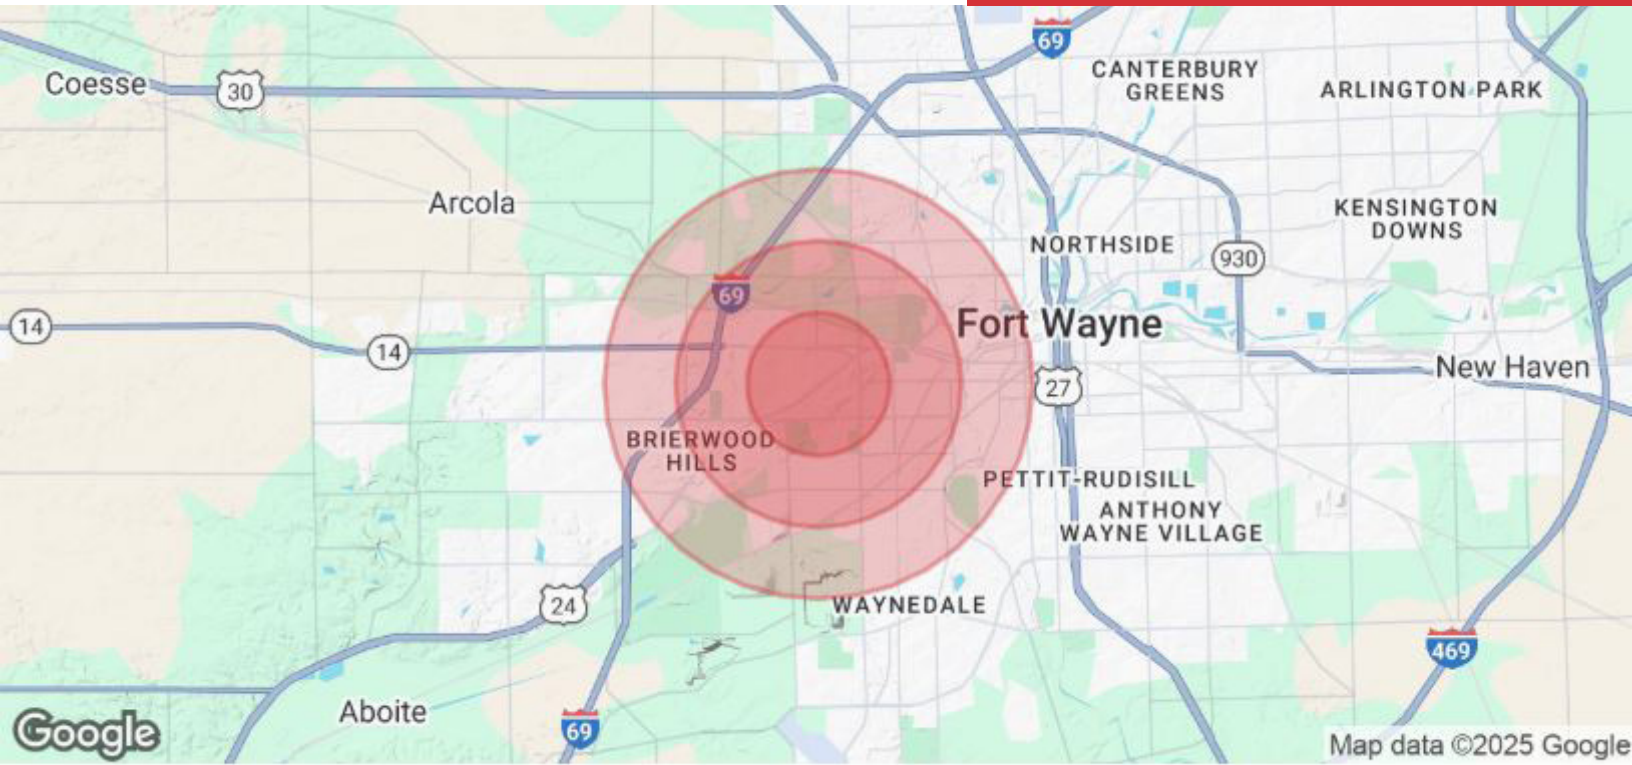 69
CANTERBURY
GREENS
Coesse
30
ARLINGTON PARK
Arcola
KENSINGTON
DOWNS
NORTHSIDE
930
69
14
Fort Wayne
14
New Haven
27
BRIERWOOD
HILLS
PETTIT-RUDISILL
ANTHONY
WAYNE VILLAGE
24
WAYNEDALE
469
Aboite
69
Google
Map data ©2025 Google